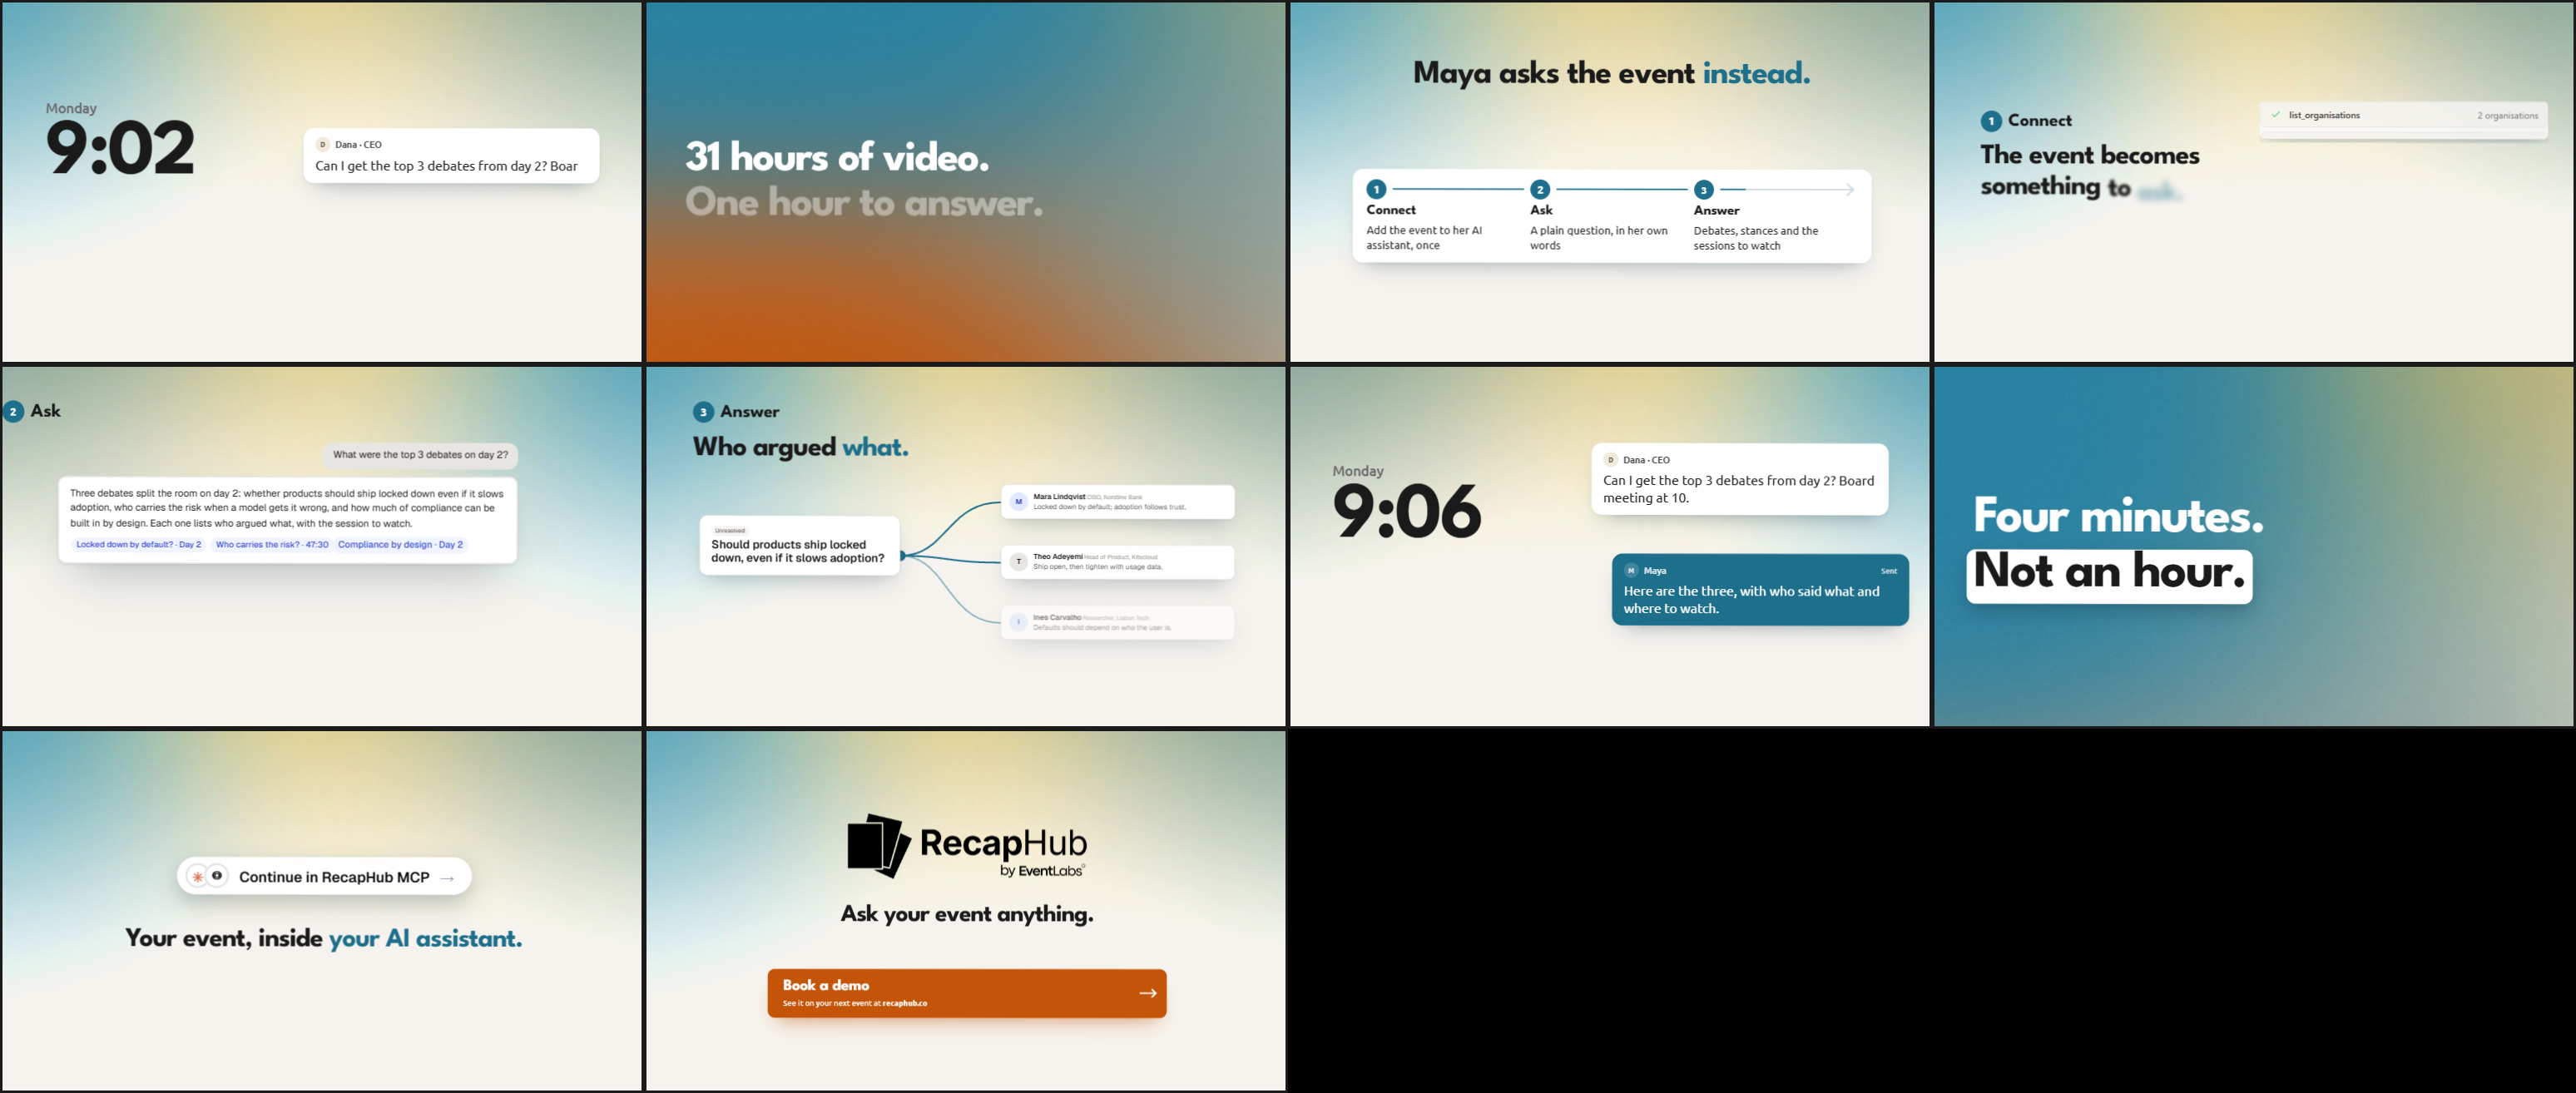 Monday
9:02
D Dana · CEO
Can I get the top 3 debates from day 2? Boar
31 hours of video.
One hour to answer.
Maya asks the event instead.
1
2
3
Connect
Add the event to her AI
assistant, once
Ask
A plain question, in her own
words
Answer
Debates, stances and the
sessions to watch
1 Connect
The event becomes
something to ask.
list_organisations 2 organisations
2 Ask
What were the top 3 debates on day 2?
Three debates split the room on day 2: whether products should ship locked down even if it slows
adoption, who carries the risk when a model gets it wrong, and how much of compliance can be
built in by design. Each one lists who argued what, with the session to watch.
Locked down by default? · Day 2 Who carries the risk? · 47:30 Compliance by design · Day 2
3 Answer
Who argued what.
Unresolved
Should products ship locked
down, even if it slows adoption?
M Mara Lindqvist CISO, Nordline Bank
Locked down by default; adoption follows trust.
T Theo Adeyemi Head of Product, Kitecloud
Ship open, then tighten with usage data.
I Ines Carvalho Researcher, Lisbon Tech
Defaults should depend on who the user is.
Monday
9:06
D Dana · CEO
Can I get the top 3 debates from day 2? Board
meeting at 10.
M Maya Sent
Here are the three, with who said what and
where to watch.
Four minutes.
Not an hour.
Continue in RecapHub MCP →
Your event, inside your AI assistant.
RecapHub
by EventLabs
Ask your event anything.
Book a demo
See it on your next event at recaphub.co